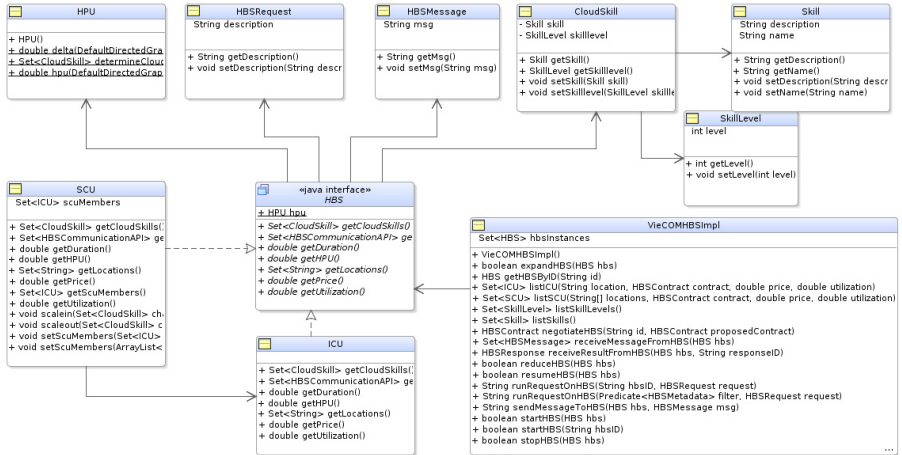 HPU
+ HPU()
+ double delta(DefaultDirectedGra
+ Set<CloudSkill> determineClou
+ double hpu(DefaultDirectedGrap
HBSRequest
String description
+ String getDescription()
+ void setDescription(String descr
HBSMessage
String msg
+ String getMsg()
+ void setMsg(String msg)
CloudSkill
- Skill skill
- SkillLevel skilllevel
+ Skill getSkill()
+ SkillLevel getSkilllevel()
+ void setSkill(Skill skill)
+ void setSkilllevel(SkillLevel skillle
Skill
String description
String name
+ String getDescription()
+ String getName()
+ void setDescription(String descr
+ void setName(String name)
SkillLevel
int level
+ int getLevel()
+ void setLevel(int level)
SCU
Set<ICU> scuMembers
+ Set<CloudSkill> getCloudSkills()
+ Set<HBSCommunicationAPI> ge
+ double getDuration()
+ double getHPU()
+ Set<String> getLocations()
+ double getPrice()
+ Set<ICU> getScuMembers()
+ double getUtilization()
+ void scalein(Set<CloudSkill> ch
+ void scaleout(Set<CloudSkill> c
+ void setScuMembers(Set<ICU>
+ void setScuMembers(ArrayList<
«java interface»
HBS
+ HPU hpu
+ Set<CloudSkill> getCloudSkills()
+ Set<HBSCommunicationAPI> ge
+ double getDuration()
+ double getHPU()
+ Set<String> getLocations()
+ double getPrice()
+ double getUtilization()
ICU
+ Set<CloudSkill> getCloudSkills()
+ Set<HBSCommunicationAPI> ge
+ double getDuration()
+ double getHPU()
+ Set<String> getLocations()
+ double getPrice()
+ double getUtilization()
VieCOMHBSImpl
Set<HBS> hbsInstances
+ VieCOMHBSImpl()
+ boolean expandHBS(HBS hbs)
+ HBS getHBSByID(String id)
+ Set<ICU> listICU(String location, HBSContract contract, double price, double utilization)
+ Set<SCU> listSCU(String[] locations, HBSContract contract, double price, double utilization)
+ Set<SkillLevel> listSkillLevels()
+ Set<Skill> listSkills()
+ HBSContract negotiateHBS(String id, HBSContract proposedContract)
+ Set<HBSMessage> receiveMessageFromHBS(HBS hbs)
+ HBSResponse receiveResultFromHBS(HBS hbs, String responseID)
+ boolean reduceHBS(HBS hbs)
+ boolean resumeHBS(HBS hbs)
+ String runRequestOnHBS(String hbsID, HBSRequest request)
+ String runRequestOnHBS(Predicate<HBSMetadata> filter, HBSRequest request)
+ String sendMessageToHBS(HBS hbs, HBSMessage msg)
+ boolean startHBS(HBS hbs)
+ boolean startHBS(String hbsID)
+ boolean stopHBS(HBS hbs)
...